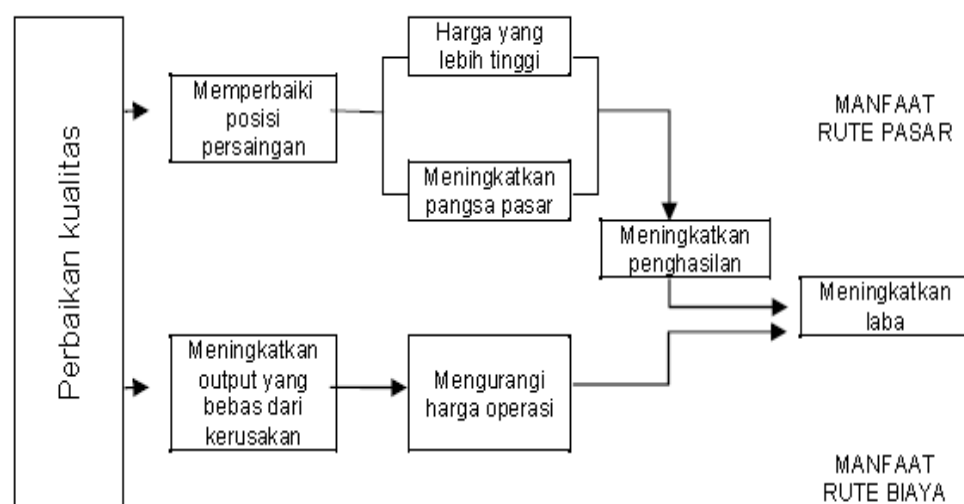 Perbaikan kualitas
Memperbaiki
posisi
persaingan
Harga yang
lebih tinggi
Meningkatkan
pangsa pasar
MANFAAT
RUTE PASAR
Meningkatkan
penghasilan
Meningkatkan
laba
Meningkatkan
output yang
bebas dari
kerusakan
Mengurangi
harga operasi
MANFAAT
RUTE BIAYA